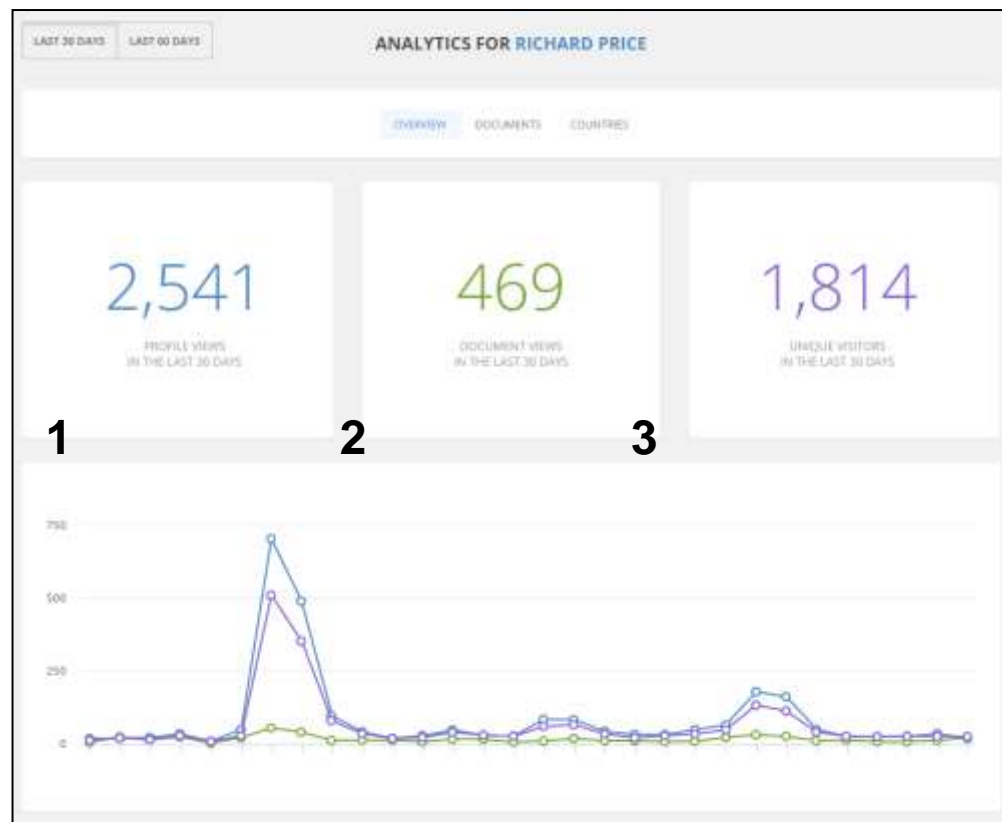 LAST 30 DAYS LAST 60 DAYS
ANALYTICS FOR RICHARD PRICE
OVERVIEW DOCUMENTS COUNTRIES
2,541
PROFILE VIEWS
IN THE LAST 30 DAYS
469
DOCUMENT VIEWS
IN THE LAST 30 DAYS
1,814
UNIQUE VISITORS
IN THE LAST 30 DAYS
1 2 3
750
500
250
0